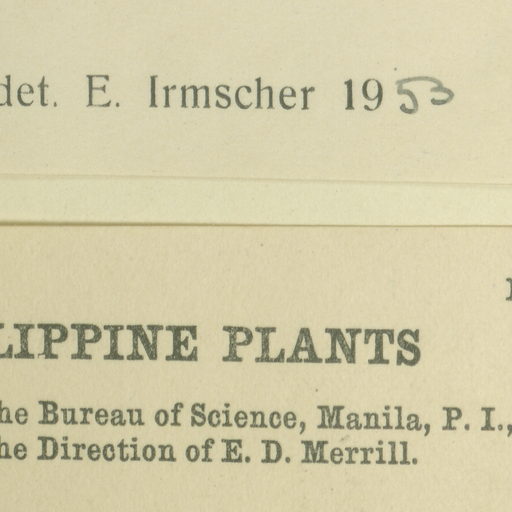 det. E. Irmscher 1953
LIPPINE PLANTS
he Bureau of Science, Manila, P. I.,
he Direction of E. D. Merrill.